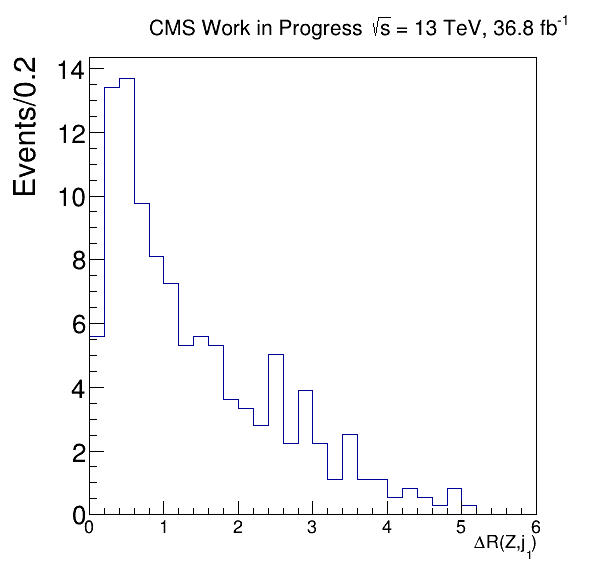 CMS Work in Progress √s = 13 TeV, 36.8 fb⁻¹
Events/0.2
14
12
10
8
6
4
2
0
0 1 2 3 4 5 6
ΔR(Z,j₁)